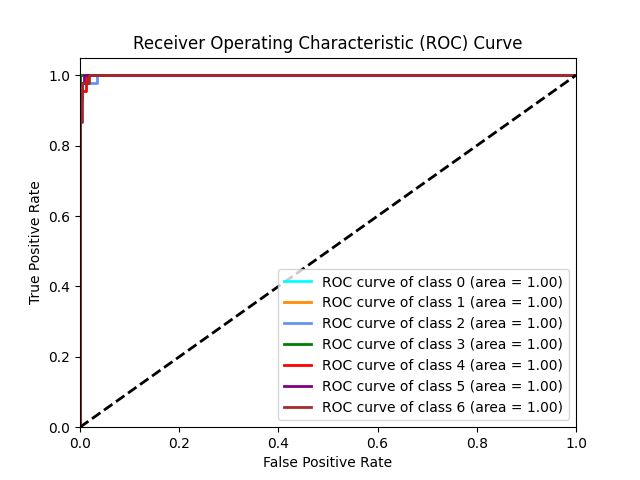 Receiver Operating Characteristic (ROC) Curve
True Positive Rate
1.0
0.8
0.6
0.4
0.2
0.0
ROC curve of class 0 (area = 1.00)
ROC curve of class 1 (area = 1.00)
ROC curve of class 2 (area = 1.00)
ROC curve of class 3 (area = 1.00)
ROC curve of class 4 (area = 1.00)
ROC curve of class 5 (area = 1.00)
ROC curve of class 6 (area = 1.00)
0.0 0.2 0.4 0.6 0.8 1.0
False Positive Rate